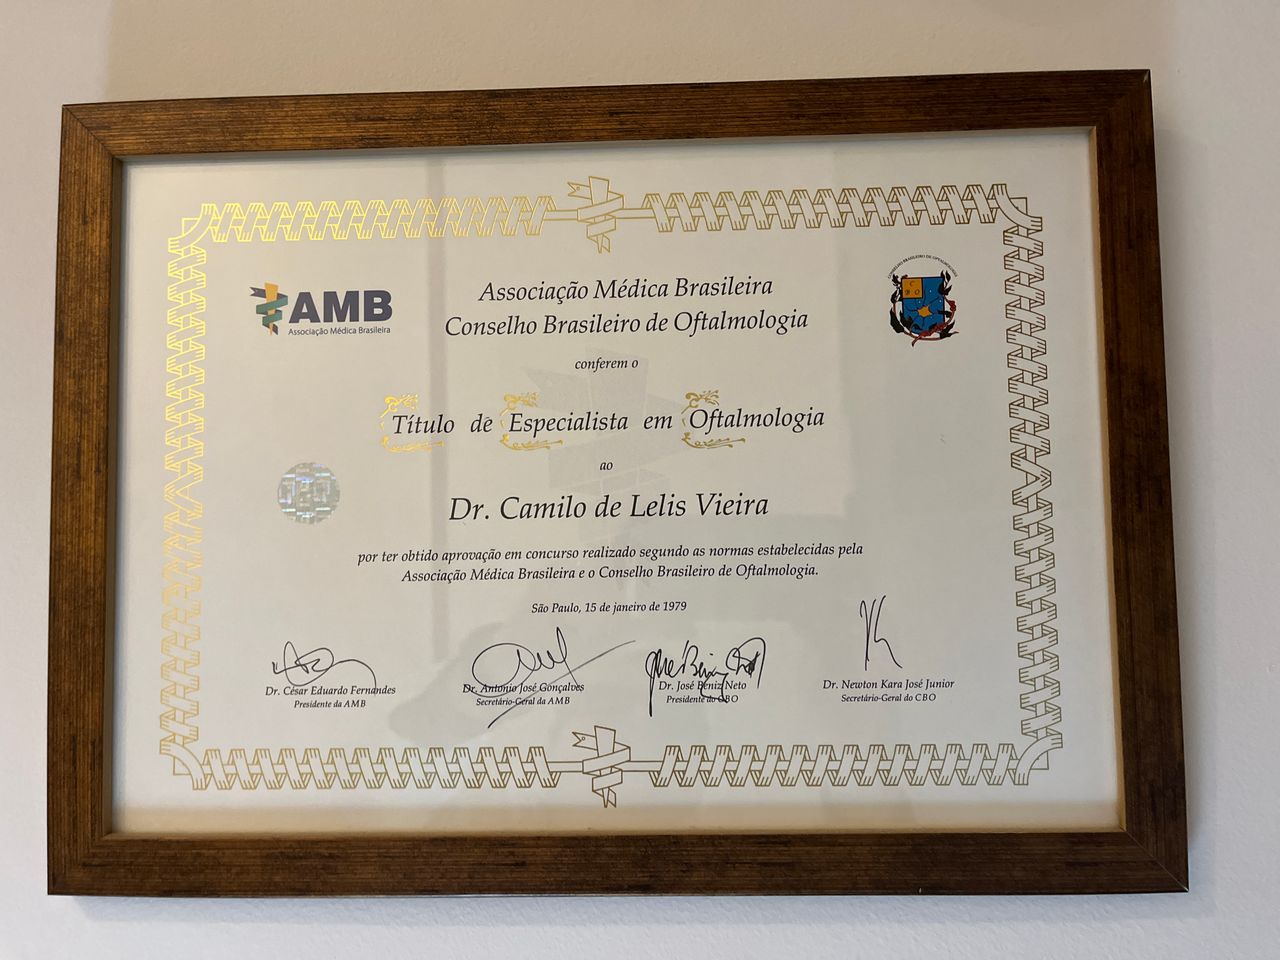 AMB
Associação Médica Brasileira
Associação Médica Brasileira
Conselho Brasileiro de Oftalmologia
CONSELHO BRASILEIRO DE OFTALMOLOGIA
C
B O
conferem o
Título de Especialista em Oftalmologia
ao
Dr. Camilo de Lelis Vieira
por ter obtido aprovação em concurso realizado segundo as normas estabelecidas pela
Associação Médica Brasileira e o Conselho Brasileiro de Oftalmologia.
São Paulo, 15 de janeiro de 1979
Dr. César Eduardo Fernandes
Presidente da AMB
Dr. Antonio José Gonçalves
Secretário-Geral da AMB
Dr. José Beniz Neto
Presidente do CBO
Dr. Newton Kara José Junior
Secretário-Geral do CBO